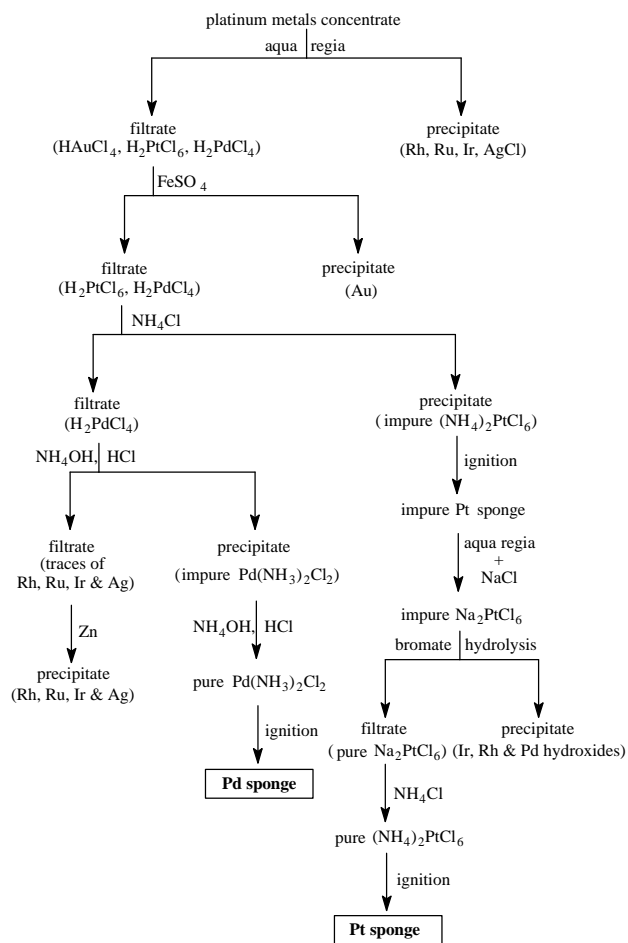 platinum metals concentrate
aqua regia
filtrate
(HAuCl₄, H₂PtCl₆, H₂PdCl₄)
precipitate
(Rh, Ru, Ir, AgCl)
FeSO₄
filtrate
(H₂PtCl₆, H₂PdCl₄)
precipitate
(Au)
NH₄Cl
filtrate
(H₂PdCl₄)
precipitate
(impure (NH₄)₂PtCl₆)
NH₄OH, HCl
ignition
impure Pt sponge
filtrate
(traces of
Rh, Ru, Ir & Ag)
precipitate
(impure Pd(NH₃)₂Cl₂)
aqua regia
+
NaCl
Zn
NH₄OH, HCl
impure Na₂PtCl₆
bromate hydrolysis
precipitate
(Rh, Ru, Ir & Ag)
pure Pd(NH₃)₂Cl₂
ignition
filtrate
(pure Na₂PtCl₆)
precipitate
(Ir, Rh & Pd hydroxides)
Pd sponge
NH₄Cl
pure (NH₄)₂PtCl₆
ignition
Pt sponge